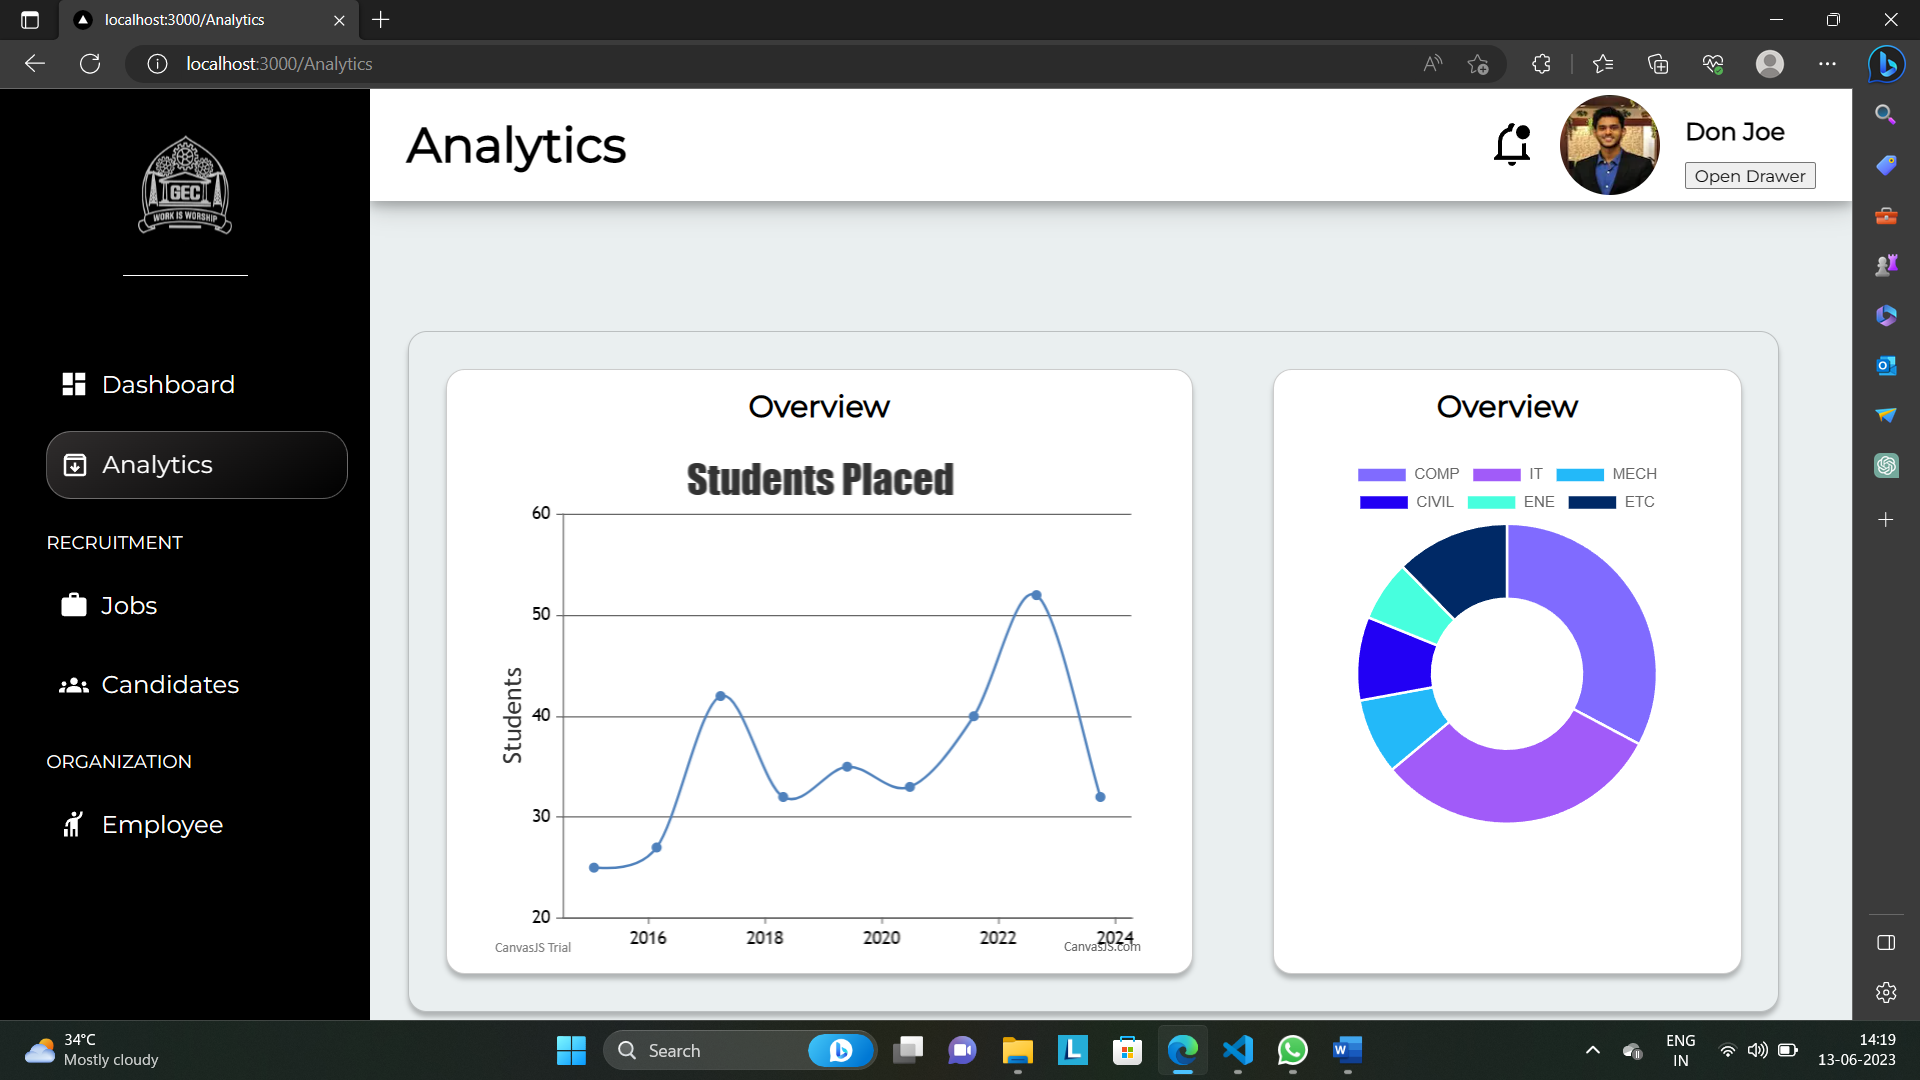 localhost:3000/Analytics
localhost:3000/Analytics
GEC
WORK IS WORSHIP
Dashboard
Analytics
RECRUITMENT
Jobs
Candidates
ORGANIZATION
Employee
Analytics
Don Joe
Open Drawer
Overview
Students Placed
Students
60
50
40
30
20
2016 2018 2020 2022 2024
CanvasJS Trial
CanvasJS.com
Overview
COMP IT MECH
CIVIL ENE ETC
34°C
Mostly cloudy
Search
ENG
IN
14:19
13-06-2023